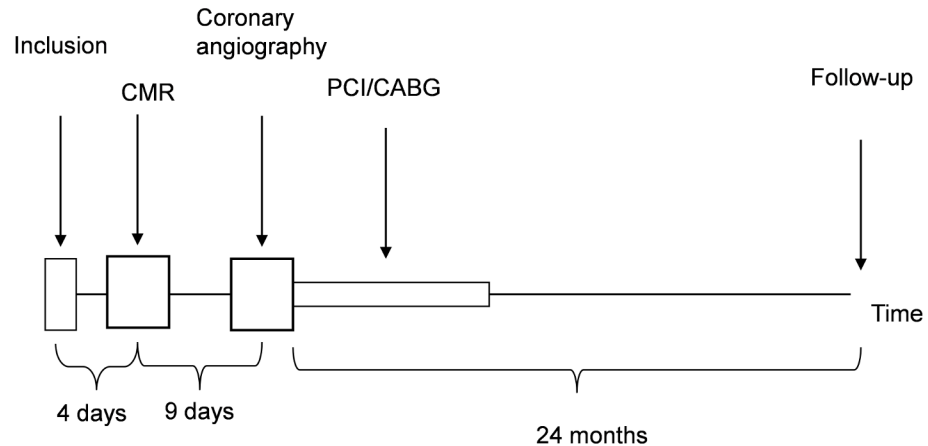 Inclusion
CMR
Coronary
angiography
PCI/CABG
Follow-up
Time
4 days
9 days
24 months